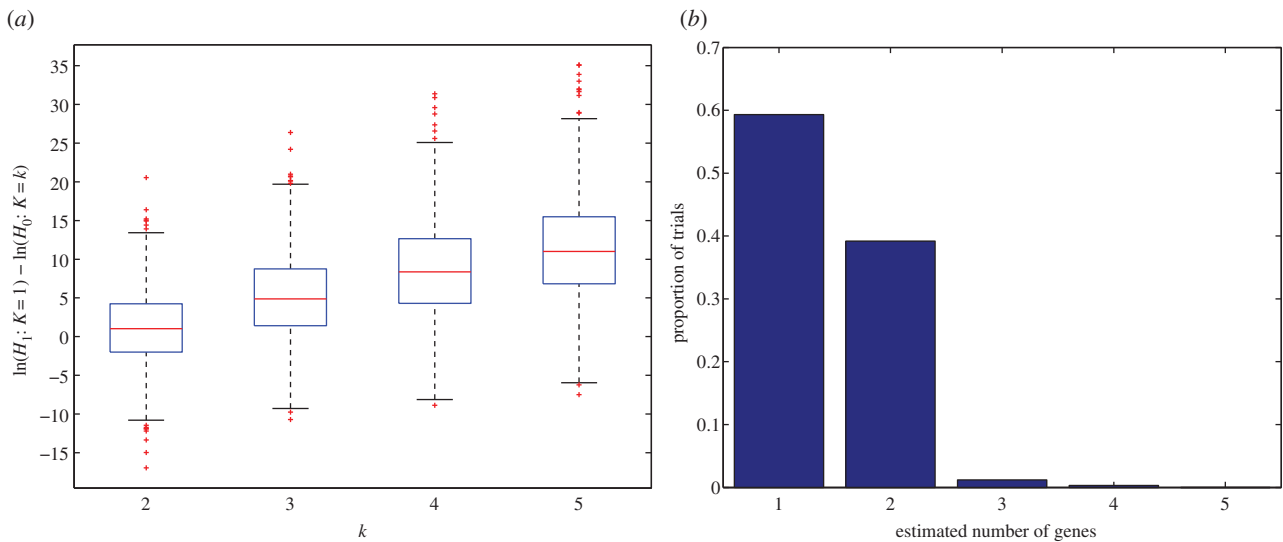 (a)
ln(H1: K = 1) − ln(H0: K = k)
35
30
25
20
15
10
5
0
−5
−10
−15
2 3 4 5
k
(b)
proportion of trials
0.7
0.6
0.5
0.4
0.3
0.2
0.1
0
1 2 3 4 5
estimated number of genes